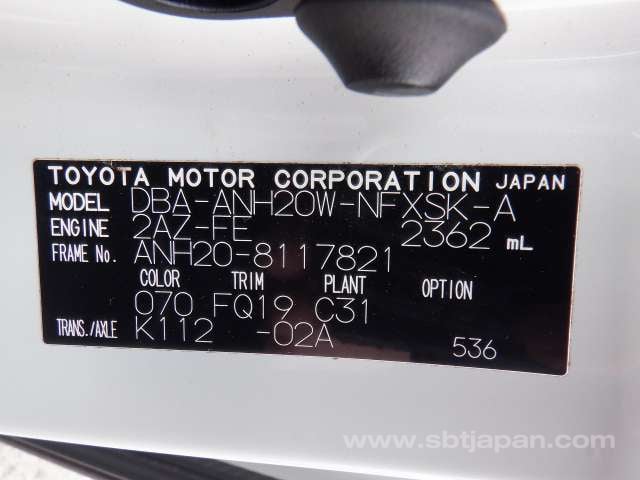 TOYOTA MOTOR CORPORATION JAPAN
MODEL DBA-ANH20W-NFXSK-A
ENGINE 2AZ-FE 2362 mL
FRAME No. ANH20-8117821
COLOR TRIM PLANT OPTION
070 FQ19 C31
TRANS./AXLE K112 -02A 536
www.sbtjapan.com